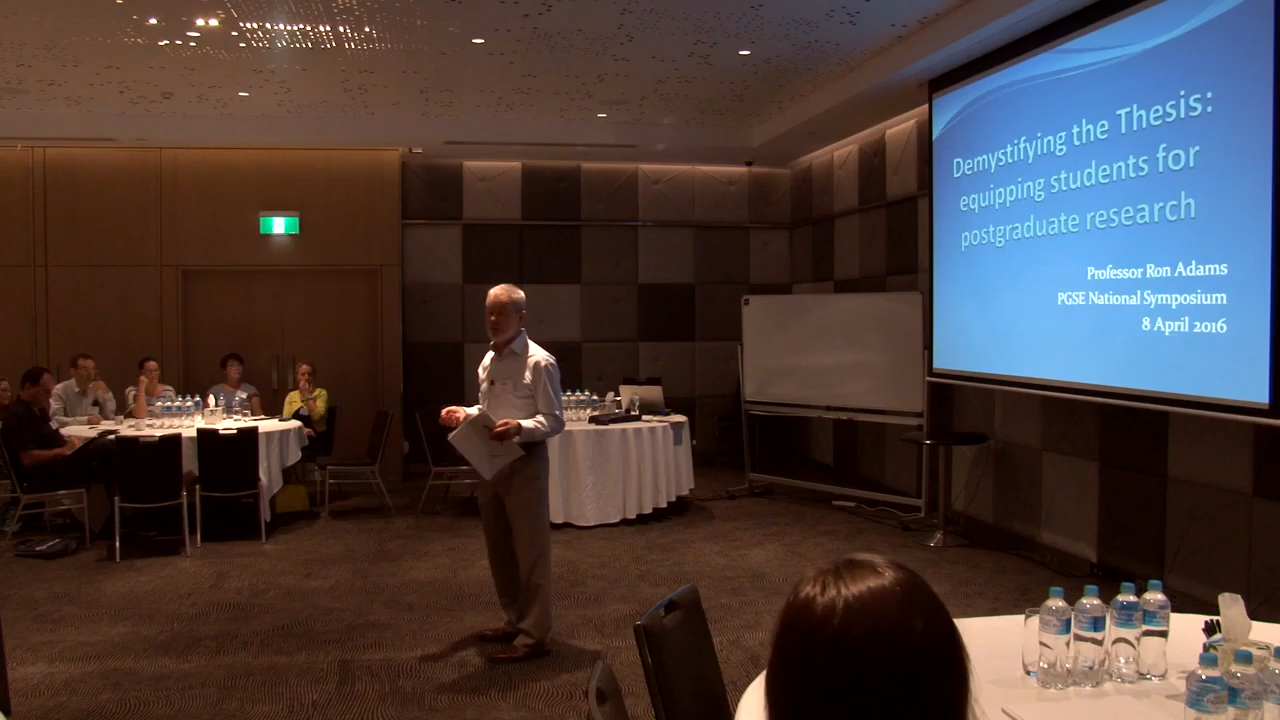 Demystifying the Thesis:
equipping students for
postgraduate research
Professor Ron Adams
PGSE National Symposium
8 April 2016